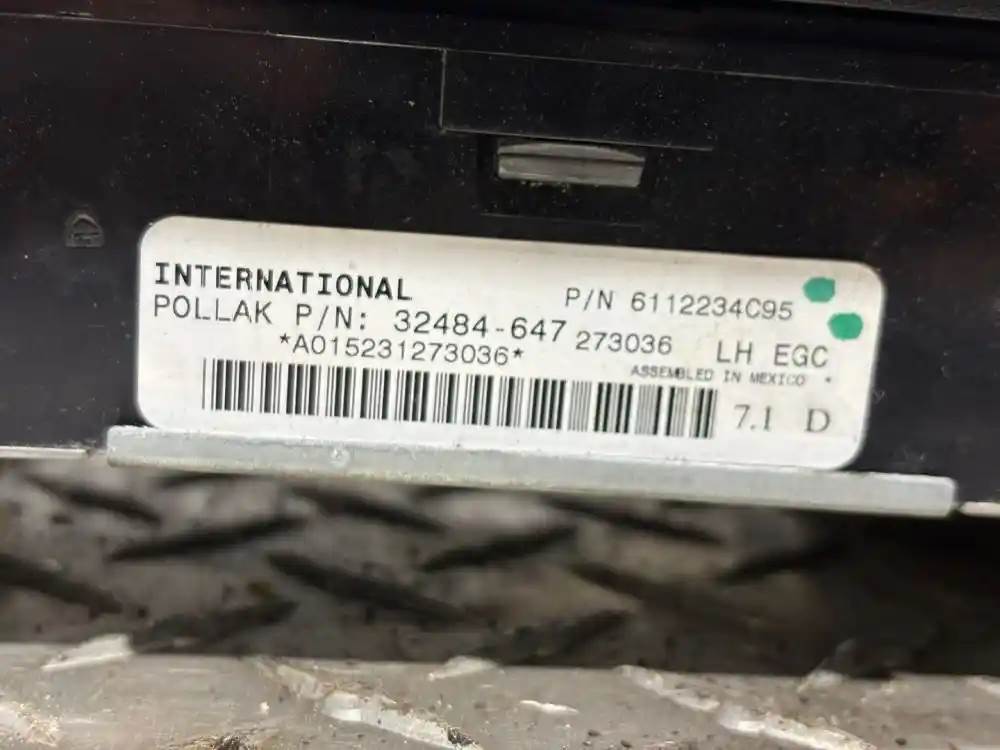 INTERNATIONAL
P/N 6112234C95
POLLAK P/N: 32484-647 273036 LH EGC
*A015231273036*
ASSEMBLED IN MEXICO *
7.1 D